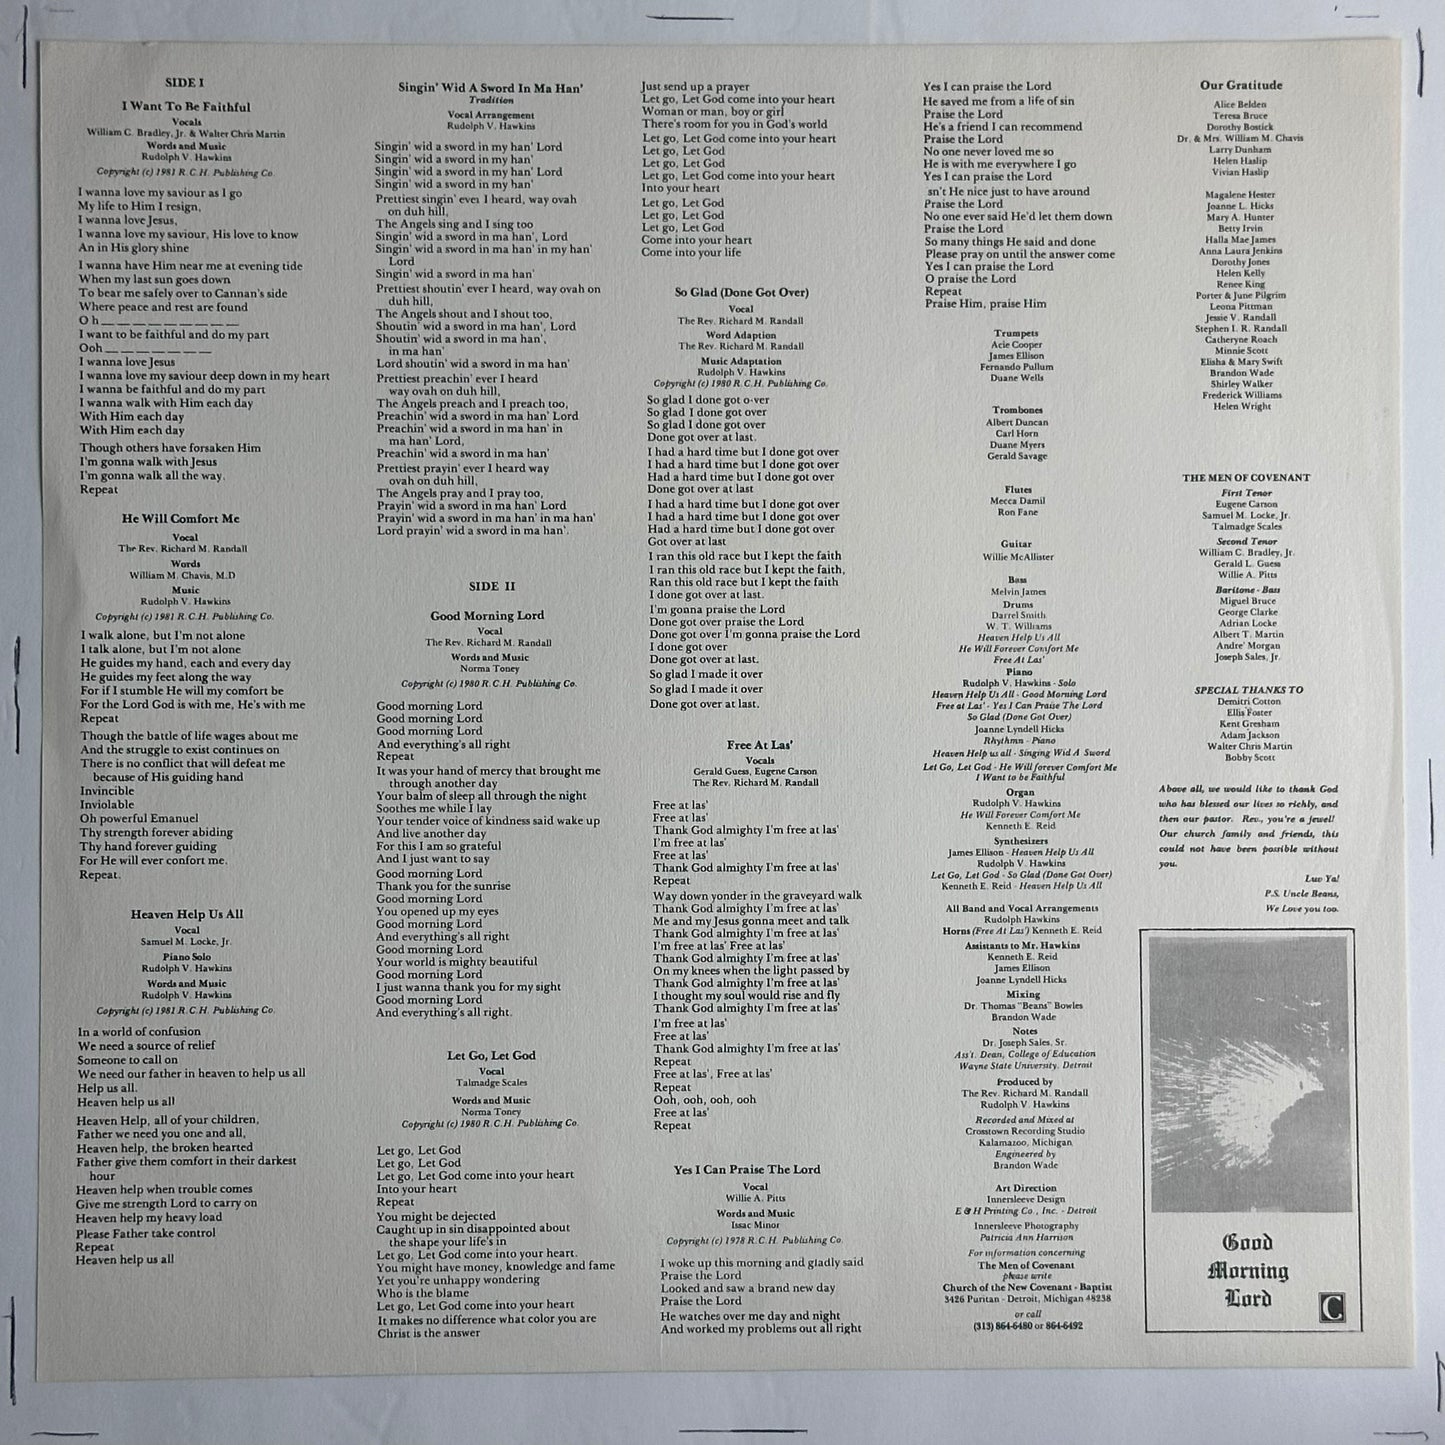 SIDE I
I Want To Be Faithful
Vocals
William C. Bradley, Jr. & Walter Chris Martin
Words and Music
Rudolph V. Hawkins
Copyright (c) 1981 R.C.H. Publishing Co.
I wanna love my saviour as I go
My life to Him I resign,
I wanna love Jesus,
I wanna love my saviour, His love to know
An in His glory shine
I wanna have Him near me at evening tide
When my last sun goes down
To bear me safely over to Cannan's side
Where peace and rest are found
O h _ _ _ _ _ _ _ _ _
I want to be faithful and do my part
Ooh _ _ _ _ _ _ _
I wanna love Jesus
I wanna love my saviour deep down in my heart
I wanna be faithful and do my part
I wanna walk with Him each day
With Him each day
With Him each day
Though others have forsaken Him
I'm gonna walk with Jesus
I'm gonna walk all the way.
Repeat
He Will Comfort Me
Vocal
The Rev. Richard M. Randall
Words
William M. Chavis, M.D
Music
Rudolph V. Hawkins
Copyright (c) 1981 R.C.H. Publishing Co.
I walk alone, but I'm not alone
I talk alone, but I'm not alone
He guides my hand, each and every day
He guides my feet along the way
For if I stumble He will my comfort be
For the Lord God is with me, He's with me
Repeat
Though the battle of life wages about me
And the struggle to exist continues on
There is no conflict that will defeat me
because of His guiding hand
Invincible
Inviolable
Oh powerful Emanuel
Thy strength forever abiding
Thy hand forever guiding
For He will ever confort me.
Repeat.
Heaven Help Us All
Vocal
Samuel M. Locke, Jr.
Piano Solo
Rudolph V. Hawkins
Words and Music
Rudolph V. Hawkins
Copyright (c) 1981 R.C.H. Publishing Co.
In a world of confusion
We need a source of relief
Someone to call on
We need our father in heaven to help us all
Help us all.
Heaven help us all
Heaven Help, all of your children,
Father we need you one and all,
Heaven help, the broken hearted
Father give them comfort in their darkest
hour
Heaven help when trouble comes
Give me strength Lord to carry on
Heaven help my heavy load
Please Father take control
Repeat
Heaven help us all
Singin' Wid A Sword In Ma Han'
Tradition
Vocal Arrangement
Rudolph V. Hawkins
Singin' wid a sword in my han' Lord
Singin' wid a sword in my han'
Singin' wid a sword in my han' Lord
Singin' wid a sword in my han'
Prettiest singin' ever I heard, way ovah
on duh hill,
The Angels sing and I sing too
Singin' wid a sword in ma han', Lord
Singin' wid a sword in ma han' in my han'
Lord
Singin' wid a sword in ma han'
Prettiest shoutin' ever I heard, way ovah on
duh hill,
The Angels shout and I shout too,
Shoutin' wid a sword in ma han', Lord
Shoutin' wid a sword in ma han',
in ma han'
Lord shoutin' wid a sword in ma han'
Prettiest preachin' ever I heard
way ovah on duh hill,
The Angels preach and I preach too,
Preachin' wid a sword in ma han' Lord
Preachin' wid a sword in ma han' in
ma han' Lord,
Preachin' wid a sword in ma han'
Prettiest prayin' ever I heard way
ovah on duh hill,
The Angels pray and I pray too,
Prayin' wid a sword in ma han' Lord
Prayin' wid a sword in ma han' in ma han'
Lord prayin' wid a sword in ma han'.
SIDE II
Good Morning Lord
Vocal
The Rev. Richard M. Randall
Words and Music
Norma Toney
Copyright (c) 1980 R.C.H. Publishing Co.
Good morning Lord
Good morning Lord
Good morning Lord
And everything's all right
Repeat
It was your hand of mercy that brought me
through another day
Your balm of sleep all through the night
Soothes me while I lay
Your tender voice of kindness said wake up
And live another day
For this I am so grateful
And I just want to say
Good morning Lord
Thank you for the sunrise
Good morning Lord
You opened up my eyes
Good morning Lord
And everything's all right
Good morning Lord
Your world is mighty beautiful
Good morning Lord
I just wanna thank you for my sight
Good morning Lord
And everything's all right.
Let Go, Let God
Vocal
Talmadge Scales
Words and Music
Norma Toney
Copyright (c) 1980 R.C.H. Publishing Co.
Let go, Let God
Let go, Let God
Let go, Let God come into your heart
Into your heart
Repeat
You might be dejected
Caught up in sin disappointed about
the shape your life's in
Let go, Let God come into your heart.
You might have money, knowledge and fame
Yet you're unhappy wondering
Who is the blame
Let go, Let God come into your heart
It makes no difference what color you are
Christ is the answer
Just send up a prayer
Let go, Let God come into your heart
Woman or man, boy or girl
There's room for you in God's world
Let go, Let God come into your heart
Let go, Let God
Let go, Let God
Let go, Let God come into your heart
Into your heart
Let go, Let God
Let go, Let God
Let go, Let God
Come into your heart
Come into your life
So Glad (Done Got Over)
Vocal
The Rev. Richard M. Randall
Word Adaption
The Rev. Richard M. Randall
Music Adaptation
Rudolph V. Hawkins
Copyright (c) 1980 R.C.H. Publishing Co.
So glad I done got o-ver
So glad I done got over
So glad I done got over
Done got over at last.
I had a hard time but I done got over
I had a hard time but I done got over
Had a hard time but I done got over
Done got over at last
I had a hard time but I done got over
I had a hard time but I done got over
Had a hard time but I done got over
Got over at last
I ran this old race but I kept the faith
I ran this old race but I kept the faith,
Ran this old race but I kept the faith
I done got over at last.
I'm gonna praise the Lord
Done got over praise the Lord
Done got over I'm gonna praise the Lord
I done got over
Done got over at last.
So glad I made it over
So glad I made it over
Done got over at last.
Free At Las'
Vocals
Gerald Guess, Eugene Carson
The Rev. Richard M. Randall
Free at las'
Free at las'
Thank God almighty I'm free at las'
I'm free at las'
Free at las'
Thank God almighty I'm free at las'
Repeat
Way down yonder in the graveyard walk
Thank God almighty I'm free at las'
Me and my Jesus gonna meet and talk
Thank God almighty I'm free at las'
I'm free at las' Free at las'
Thank God almighty I'm free at las'
On my knees when the light passed by
Thank God almighty I'm free at las'
I thought my soul would rise and fly
Thank God almighty I'm free at las'
I'm free at las'
Free at las'
Thank God almighty I'm free at las'
Repeat
Free at las', Free at las'
Repeat
Ooh, ooh, ooh, ooh
Free at las'
Repeat
Yes I Can Praise The Lord
Vocal
Willie A. Pitts
Words and Music
Issac Minor
Copyright (c) 1978 R.C.H. Publishing Co.
I woke up this morning and gladly said
Praise the Lord
Looked and saw a brand new day
Praise the Lord
He watches over me day and night
And worked my problems out all right
Yes I can praise the Lord
He saved me from a life of sin
Praise the Lord
He's a friend I can recommend
Praise the Lord
No one never loved me so
He is with me everywhere I go
Yes I can praise the Lord
sn't He nice just to have around
Praise the Lord
No one ever said He'd let them down
Praise the Lord
So many things He said and done
Please pray on until the answer come
Yes I can praise the Lord
O praise the Lord
Repeat
Praise Him, praise Him
Trumpets
Acie Cooper
James Ellison
Fernando Pullum
Duane Wells
Trombones
Albert Duncan
Carl Horn
Duane Myers
Gerald Savage
Flutes
Mecca Damil
Ron Fane
Guitar
Willie McAllister
Bass
Melvin James
Drums
Darrel Smith
W. T. Williams
Heaven Help Us All
He Will Forever Comfort Me
Free At Las'
Piano
Rudolph V. Hawkins - Solo
Heaven Help Us All - Good Morning Lord
Free at Las' - Yes I Can Praise The Lord
So Glad (Done Got Over)
Joanne Lyndell Hicks
Rhythmn - Piano
Heaven Help us all - Singing Wid A Sword
Let Go, Let God - He Will forever Comfort Me
I Want to be Faithful
Organ
Rudolph V. Hawkins
He Will Forever Comfort Me
Kenneth E. Reid
Synthesizers
James Ellison - Heaven Help Us All
Rudolph V. Hawkins
Let Go, Let God - So Glad (Done Got Over)
Kenneth E. Reid - Heaven Help Us All
All Band and Vocal Arrangements
Rudolph Hawkins
Horns (Free At Las') Kenneth E. Reid
Assistants to Mr. Hawkins
Kenneth E. Reid
James Ellison
Joanne Lyndell Hicks
Mixing
Dr. Thomas "Beans" Bowles
Brandon Wade
Notes
Dr. Joseph Sales, Sr.
Ass't. Dean, College of Education
Wayne State University, Detroit
Produced by
The Rev. Richard M. Randall
Rudolph V. Hawkins
Recorded and Mixed at
Crosstown Recording Studio
Kalamazoo, Michigan
Engineered by
Brandon Wade
Art Direction
Innersleeve Design
E & H Printing Co., Inc. - Detroit
Innersleeve Photography
Patricia Ann Harrison
For information concerning
The Men of Covenant
please write
Church of the New Covenant - Baptist
3426 Puritan - Detroit, Michigan 48238
or call
(313) 864-6480 or 864-6492
Our Gratitude
Alice Belden
Teresa Bruce
Dorothy Bostick
Dr. & Mrs. William M. Chavis
Larry Dunham
Helen Haslip
Vivian Haslip
Magalene Hester
Joanne L. Hicks
Mary A. Hunter
Betty Irvin
Halla Mae James
Anna Laura Jenkins
Dorothy Jones
Helen Kelly
Renee King
Porter & June Pilgrim
Leona Pittman
Jessie V. Randall
Stephen I. R. Randall
Catheryne Roach
Minnie Scott
Elisha & Mary Swift
Brandon Wade
Shirley Walker
Frederick Williams
Helen Wright
THE MEN OF COVENANT
First Tenor
Eugene Carson
Samuel M. Locke, Jr.
Talmadge Scales
Second Tenor
William C. Bradley, Jr.
Gerald L. Guess
Willie A. Pitts
Baritone - Bass
Miguel Bruce
George Clarke
Adrian Locke
Albert T. Martin
Andre' Morgan
Joseph Sales, Jr.
SPECIAL THANKS TO
Demitri Cotton
Ellis Foster
Kent Gresham
Adam Jackson
Walter Chris Martin
Bobby Scott
Above all, we would like to thank God
who has blessed our lives so richly, and
then our pastor. Rev., you're a jewel!
Our church family and friends, this
could not have been possible without
you.
Luv Ya!
P.S. Uncle Beans,
We Love you too.
Good
Morning
Lord
C